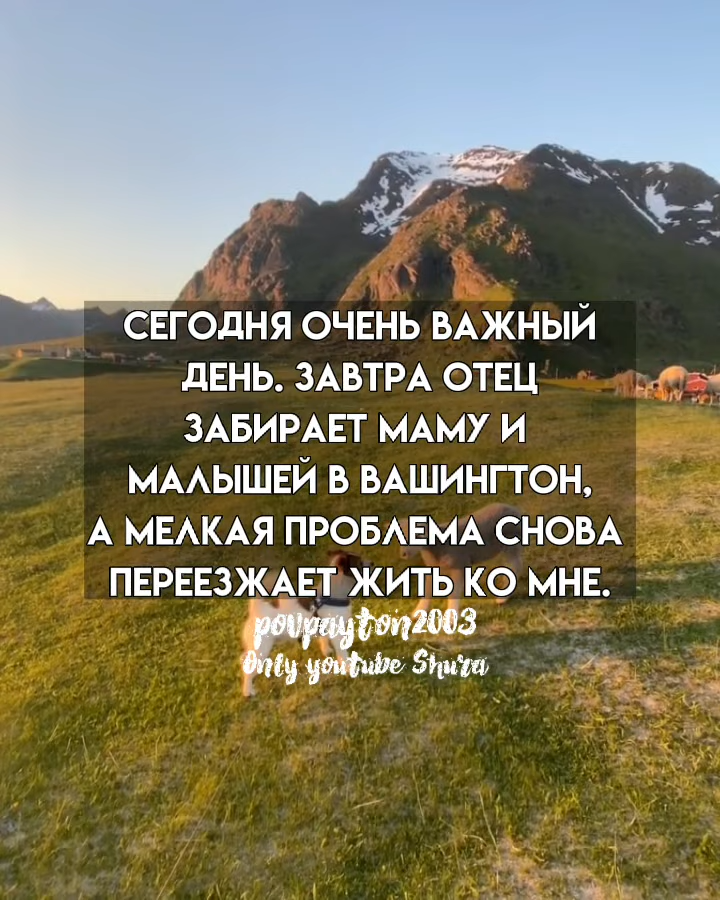 СЕГОДНЯ ОЧЕНЬ ВАЖНЫЙ
ДЕНЬ. ЗАВТРА ОТЕЦ
ЗАБИРАЕТ МАМУ И
МАЛЫШЕЙ В ВАШИНГТОН,
А МЕЛКАЯ ПРОБЛЕМА СНОВА
ПЕРЕЕЗЖАЕТ ЖИТЬ КО МНЕ.
povpayton2003
Only youtube Shura